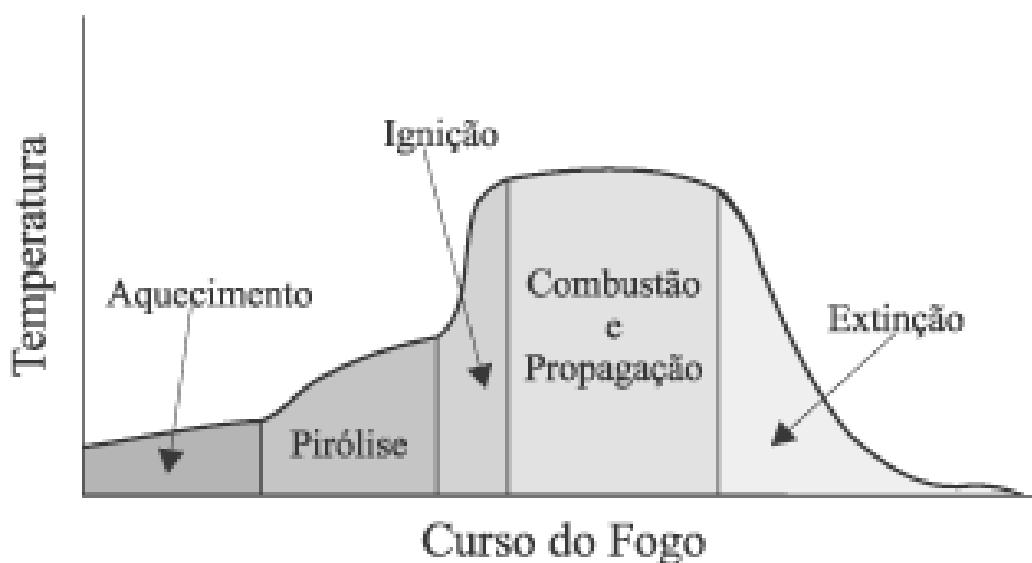 Temperatura
Ignição
Aquecimento
Combustão
e
Propagação
Extinção
Pirólise
Curso do Fogo